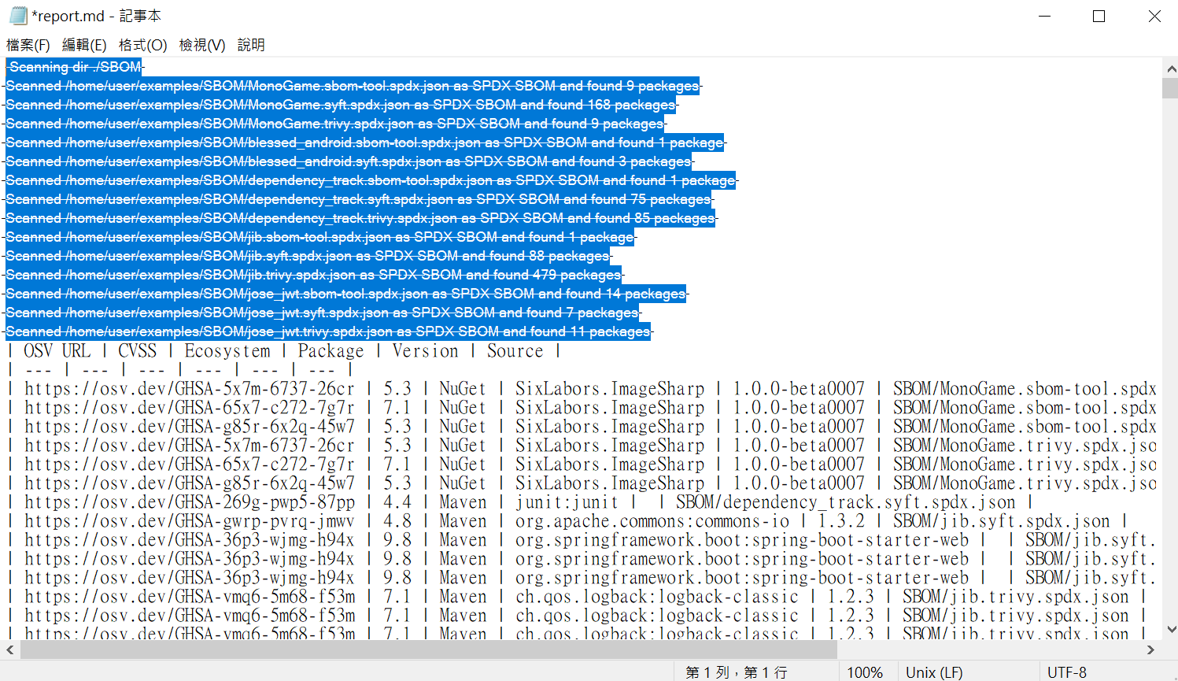 *report.md - 記事本
檔案(F) 編輯(E) 格式(O) 檢視(V) 說明
Scanning dir ./SBOM
Scanned /home/user/examples/SBOM/MonoGame.sbom-tool.spdx.json as SPDX SBOM and found 9 packages
Scanned /home/user/examples/SBOM/MonoGame.syft.spdx.json as SPDX SBOM and found 168 packages
Scanned /home/user/examples/SBOM/MonoGame.trivy.spdx.json as SPDX SBOM and found 9 packages
Scanned /home/user/examples/SBOM/blessed_android.sbom-tool.spdx.json as SPDX SBOM and found 1 package
Scanned /home/user/examples/SBOM/blessed_android.syft.spdx.json as SPDX SBOM and found 3 packages
Scanned /home/user/examples/SBOM/dependency_track.sbom-tool.spdx.json as SPDX SBOM and found 1 package
Scanned /home/user/examples/SBOM/dependency_track.syft.spdx.json as SPDX SBOM and found 75 packages
Scanned /home/user/examples/SBOM/dependency_track.trivy.spdx.json as SPDX SBOM and found 85 packages
Scanned /home/user/examples/SBOM/jib.sbom-tool.spdx.json as SPDX SBOM and found 1 package
Scanned /home/user/examples/SBOM/jib.syft.spdx.json as SPDX SBOM and found 88 packages
Scanned /home/user/examples/SBOM/jib.trivy.spdx.json as SPDX SBOM and found 479 packages
Scanned /home/user/examples/SBOM/jose_jwt.sbom-tool.spdx.json as SPDX SBOM and found 14 packages
Scanned /home/user/examples/SBOM/jose_jwt.syft.spdx.json as SPDX SBOM and found 7 packages
Scanned /home/user/examples/SBOM/jose_jwt.trivy.spdx.json as SPDX SBOM and found 11 packages
| OSV URL | CVSS | Ecosystem | Package | Version | Source |
| --- | --- | --- | --- | --- | --- |
| https://osv.dev/GHSA-5x7m-6737-26cr | 5.3 | NuGet | SixLabors.ImageSharp | 1.0.0-beta0007 | SBOM/MonoGame.sbom-tool.spdx
| https://osv.dev/GHSA-65x7-c272-7g7r | 7.1 | NuGet | SixLabors.ImageSharp | 1.0.0-beta0007 | SBOM/MonoGame.sbom-tool.spdx
| https://osv.dev/GHSA-g85r-6x2q-45w7 | 5.3 | NuGet | SixLabors.ImageSharp | 1.0.0-beta0007 | SBOM/MonoGame.sbom-tool.spdx
| https://osv.dev/GHSA-5x7m-6737-26cr | 5.3 | NuGet | SixLabors.ImageSharp | 1.0.0-beta0007 | SBOM/MonoGame.trivy.spdx.jso
| https://osv.dev/GHSA-65x7-c272-7g7r | 7.1 | NuGet | SixLabors.ImageSharp | 1.0.0-beta0007 | SBOM/MonoGame.trivy.spdx.jso
| https://osv.dev/GHSA-g85r-6x2q-45w7 | 5.3 | NuGet | SixLabors.ImageSharp | 1.0.0-beta0007 | SBOM/MonoGame.trivy.spdx.jso
| https://osv.dev/GHSA-269g-pwp5-87pp | 4.4 | Maven | junit:junit | | SBOM/dependency_track.syft.spdx.json |
| https://osv.dev/GHSA-gwrp-pvrq-jmwv | 4.8 | Maven | org.apache.commons:commons-io | 1.3.2 | SBOM/jib.syft.spdx.json |
| https://osv.dev/GHSA-36p3-wjmg-h94x | 9.8 | Maven | org.springframework.boot:spring-boot-starter-web | | SBOM/jib.syft.
| https://osv.dev/GHSA-36p3-wjmg-h94x | 9.8 | Maven | org.springframework.boot:spring-boot-starter-web | | SBOM/jib.syft.
| https://osv.dev/GHSA-36p3-wjmg-h94x | 9.8 | Maven | org.springframework.boot:spring-boot-starter-web | | SBOM/jib.syft.
| https://osv.dev/GHSA-vmq6-5m68-f53m | 7.1 | Maven | ch.qos.logback:logback-classic | 1.2.3 | SBOM/jib.trivy.spdx.json |
| https://osv.dev/GHSA-vmq6-5m68-f53m | 7.1 | Maven | ch.qos.logback:logback-classic | 1.2.3 | SBOM/jib.trivy.spdx.json |
| https://osv.dev/GHSA-vmq6-5m68-f53m | 7.1 | Maven | ch.qos.logback:logback-classic | 1.2.3 | SBOM/jib.trivy.spdx.json |
第 1 列，第 1 行 100% Unix (LF) UTF-8